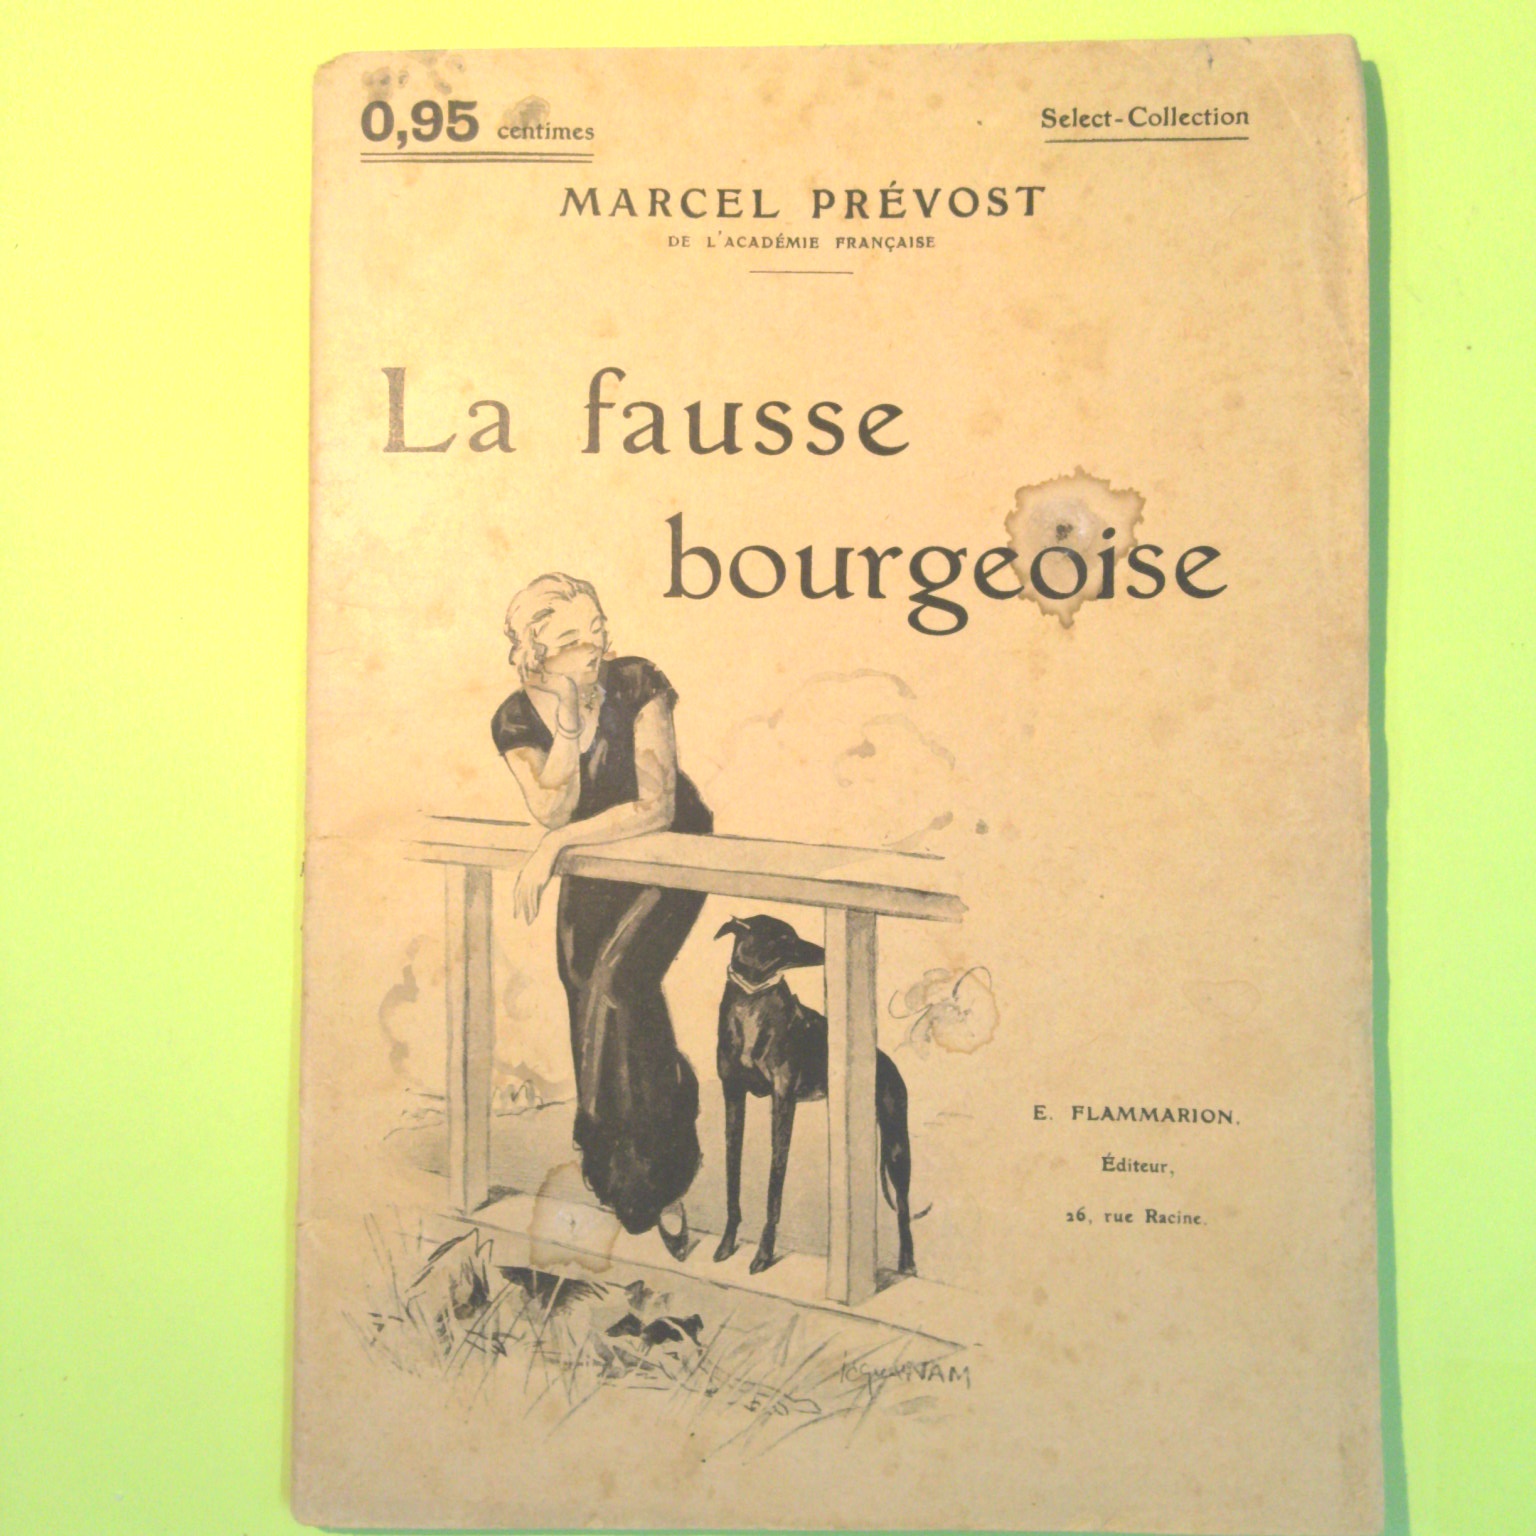 0,95 centimes
Select-Collection
MARCEL PRÉVOST
DE L'ACADÉMIE FRANÇAISE
La fausse
bourgeoise
E. FLAMMARION,
Éditeur,
26, rue Racine.